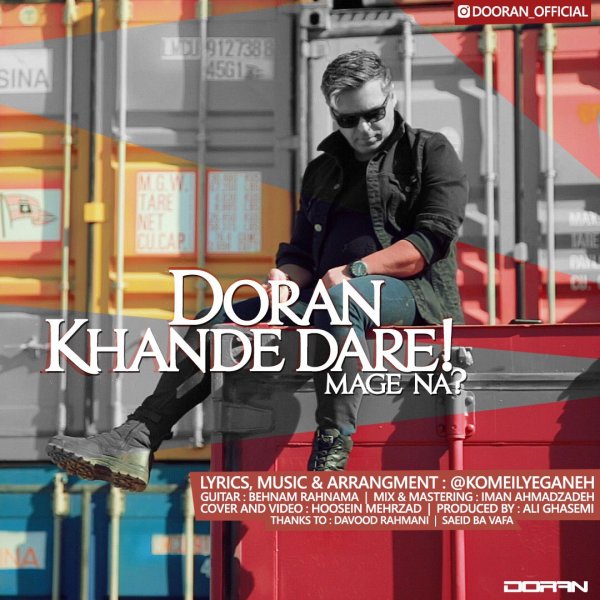 DOORAN_OFFICIAL
LMCU 912738 8
45G1
SINA
M.G.W.
TARE
NET
CU.CAP.
DORAN
KHANDE DARE!
MAGE NA?
LYRICS, MUSIC & ARRANGMENT : @KOMEILYEGANEH
GUITAR : BEHNAM RAHNAMA | MIX & MASTERING : IMAN AHMADZADEH
COVER AND VIDEO : HOOSEIN MEHRZAD | PRODUCED BY : ALI GHASEMI
THANKS TO : DAVOOD RAHMANI | SAEID BA VAFA
DORAN